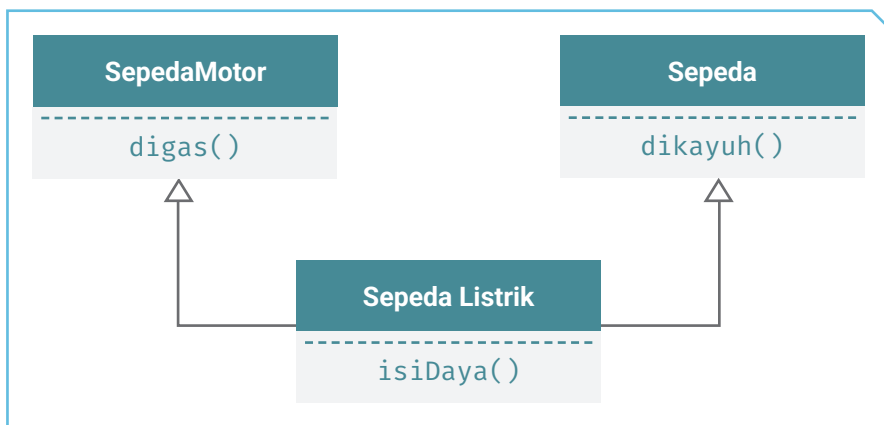 SepedaMotor
digas()
Sepeda
dikayuh()
Sepeda Listrik
isiDaya()